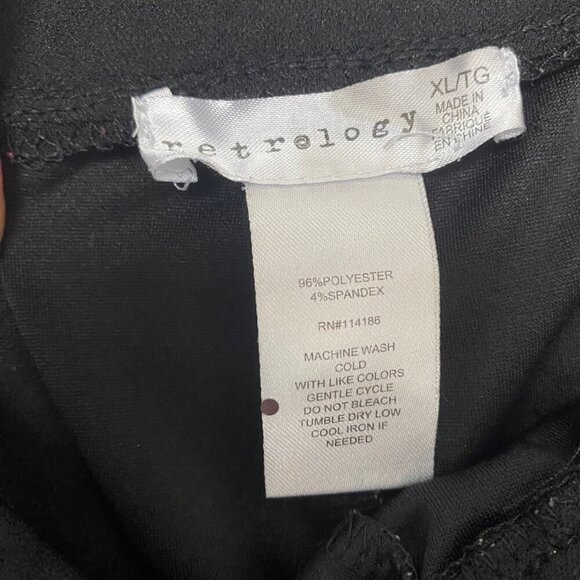 retrology
XL/TG
MADE IN
CHINA
FABRIQUÉ
EN CHINE
96%POLYESTER
4%SPANDEX
RN#114186
MACHINE WASH
COLD
WITH LIKE COLORS
GENTLE CYCLE
DO NOT BLEACH
TUMBLE DRY LOW
COOL IRON IF
NEEDED